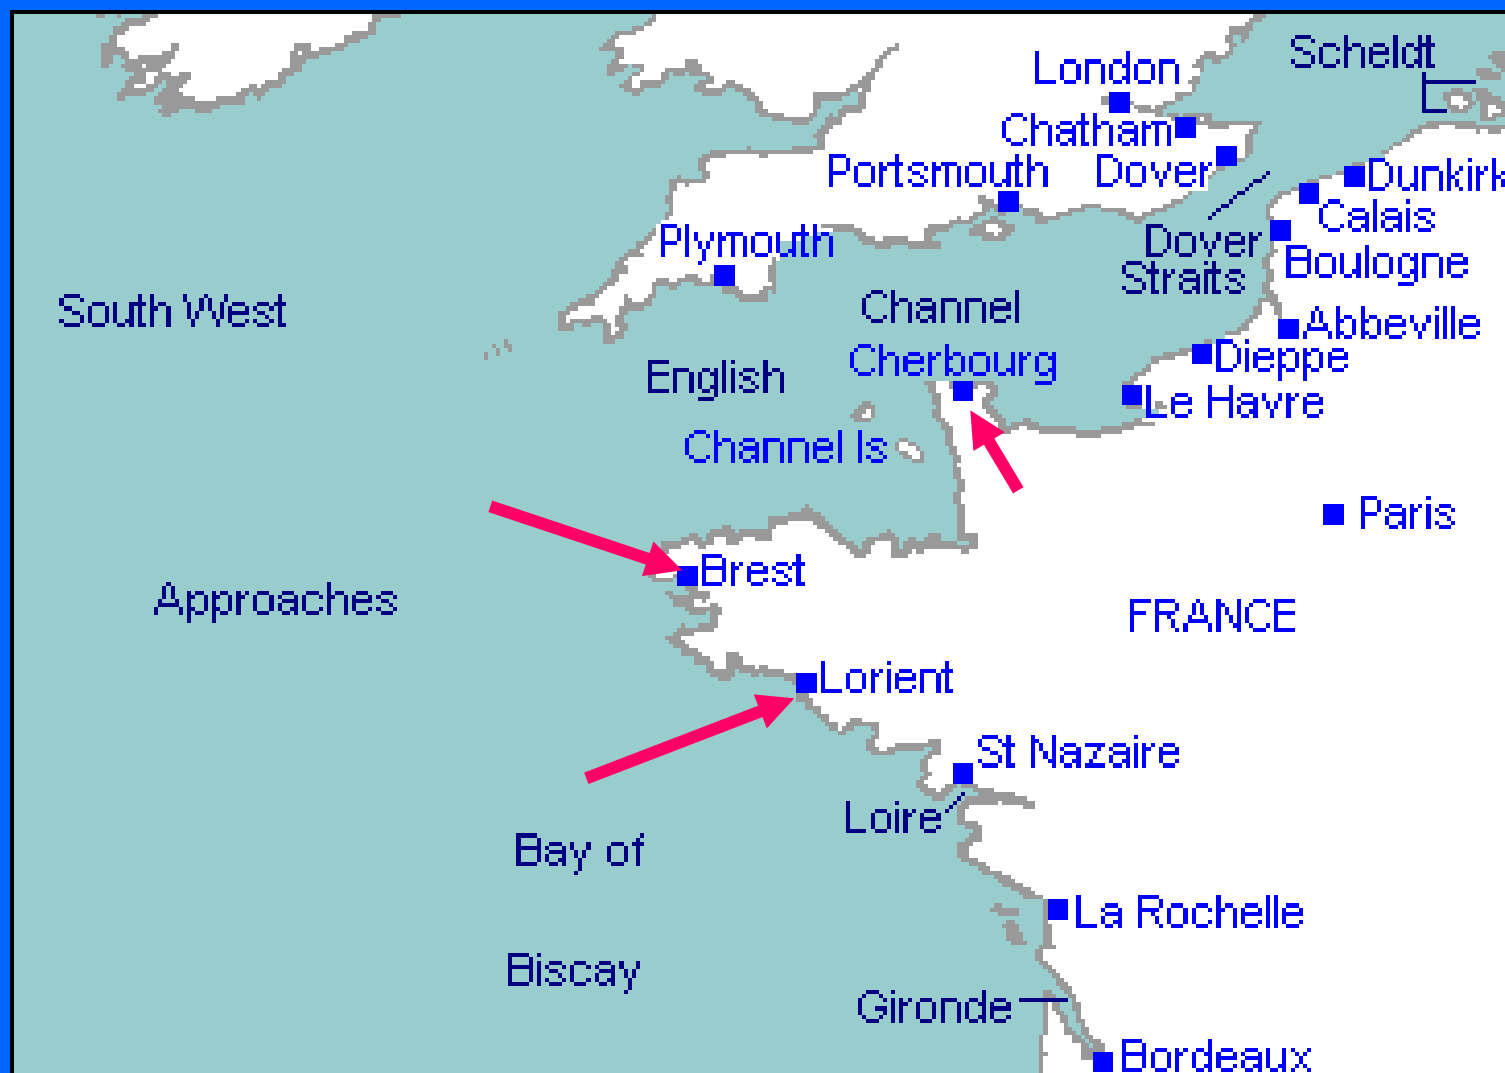 Scheldt
London
Chatham
Portsmouth
Dover
Dunkirk
Calais
Plymouth
Dover
Straits
Boulogne
South West
Channel
Abbeville
Cherbourg
Dieppe
English
Le Havre
Channel Is
Paris
Brest
Approaches
FRANCE
Lorient
St Nazaire
Loire
Bay of
La Rochelle
Biscay
Gironde
Bordeaux